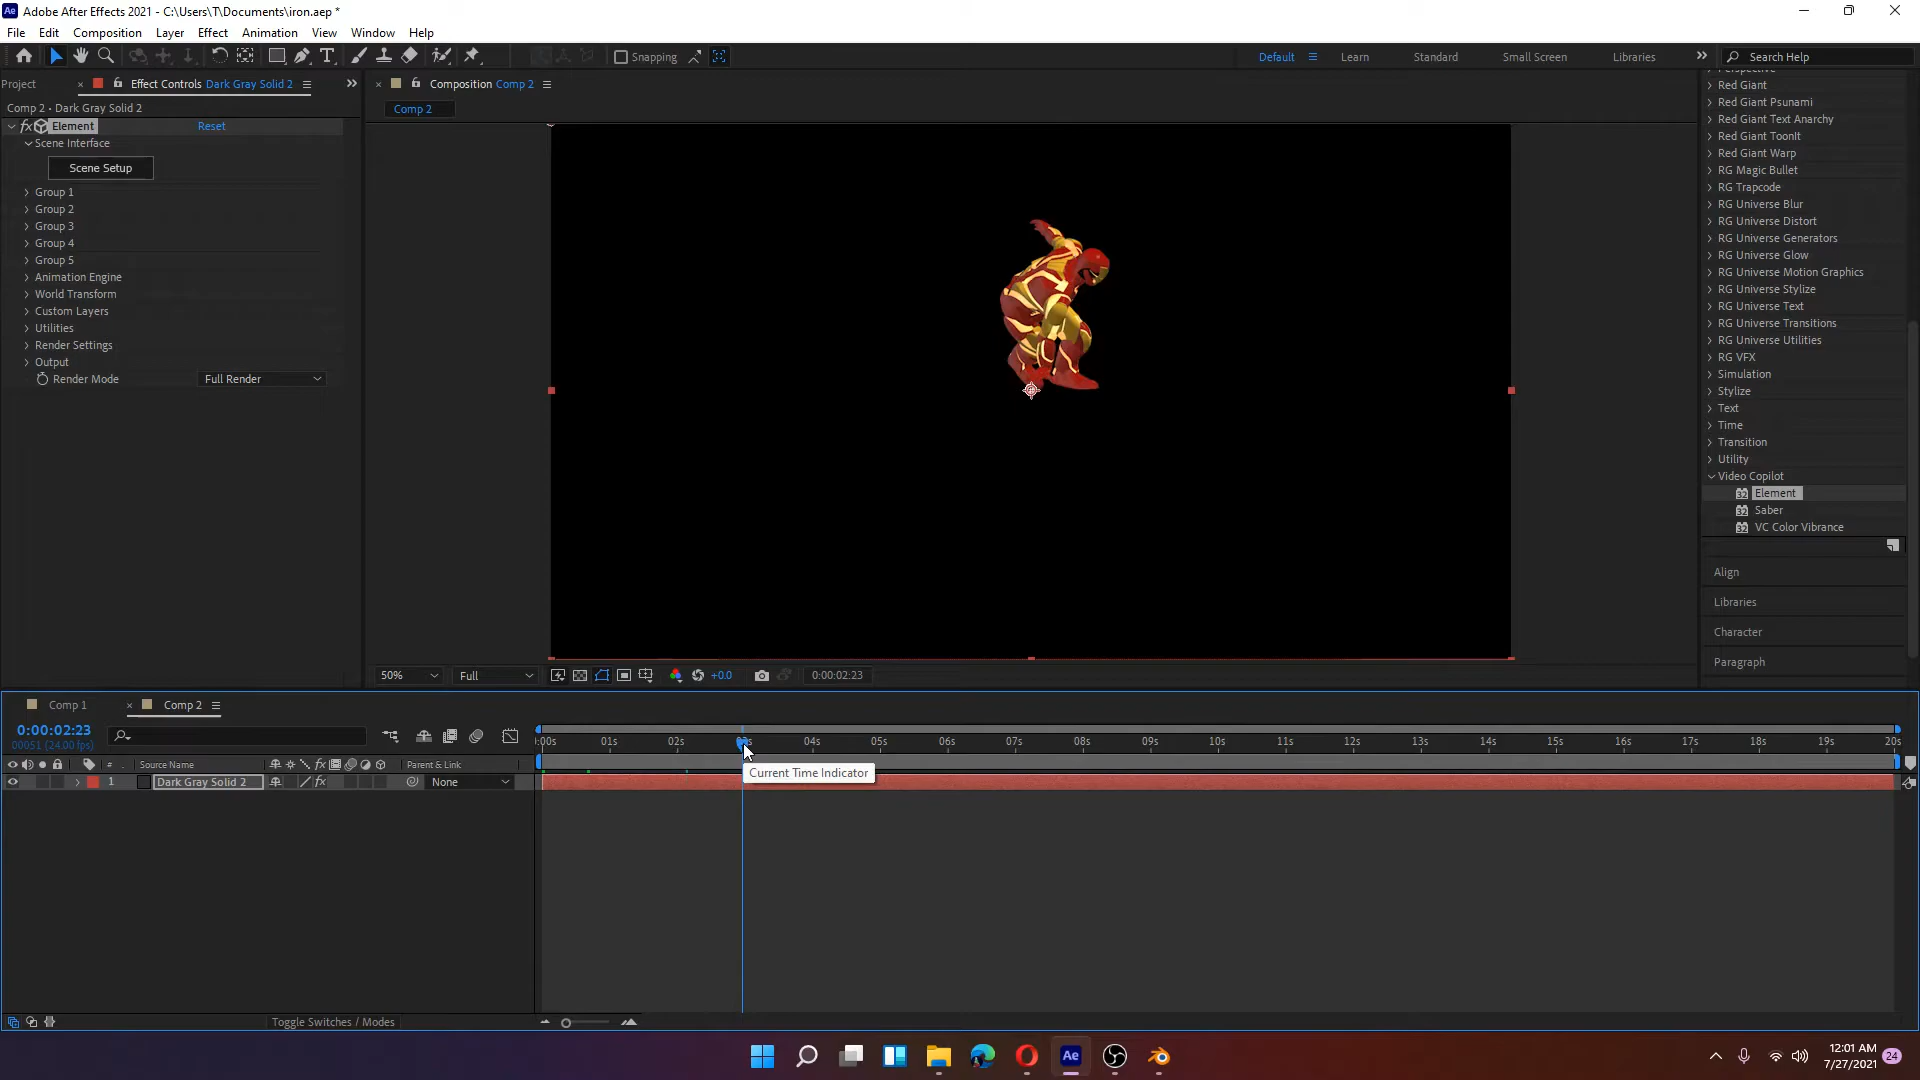 Adobe After Effects 2021 - C:\Users\T\Documents\iron.aep *
File Edit Composition Layer Effect Animation View Window Help
Snapping
Default Learn Standard Small Screen Libraries Search Help
Project Effect Controls Dark Gray Solid 2
Comp 2 • Dark Gray Solid 2
fx Element Reset
Scene Interface
Scene Setup
Group 1
Group 2
Group 3
Group 4
Group 5
Animation Engine
World Transform
Custom Layers
Utilities
Render Settings
Output
Render Mode Full Render
Composition Comp 2
Comp 2
50% Full +0.0 0:00:02:23
Perspective
Red Giant
Red Giant Psunami
Red Giant Text Anarchy
Red Giant ToonIt
Red Giant Warp
RG Magic Bullet
RG Trapcode
RG Universe Blur
RG Universe Distort
RG Universe Generators
RG Universe Glow
RG Universe Motion Graphics
RG Universe Stylize
RG Universe Text
RG Universe Transitions
RG Universe Utilities
RG VFX
Simulation
Stylize
Text
Time
Transition
Utility
Video Copilot
32 Element
32 Saber
32 VC Color Vibrance
Align
Libraries
Character
Paragraph
Comp 1 Comp 2
0:00:02:23
(24.00 fps)
:00s 01s 02s 04s 05s 06s 07s 08s 09s 10s 11s 12s 13s 14s 15s 16s 17s 18s 19s 20s
# Source Name fx Parent & Link
1 Dark Gray Solid 2 fx None
Current Time Indicator
Toggle Switches / Modes
Ae
12:01 AM
7/27/2021
24